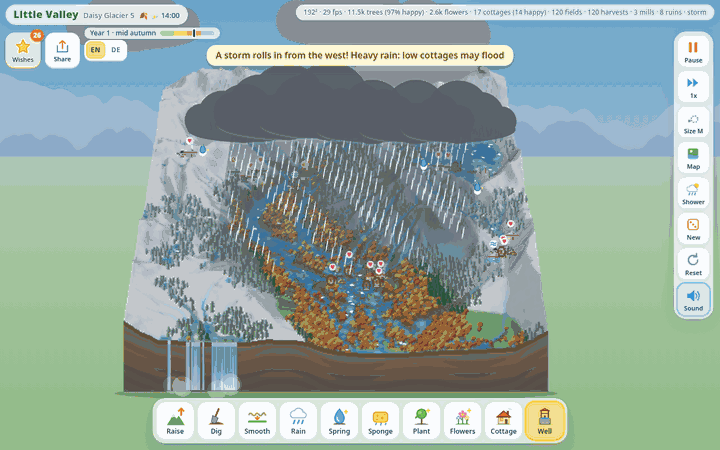 Little Valley Daisy Glacier 5 14:00
192² · 29 fps · 11.5k trees (97% happy) · 2.6k flowers · 17 cottages (14 happy) · 120 fields · 120 harvests · 3 mills · 8 ruins · storm
Year 1 · mid autumn
26
Wishes
Share
EN DE
A storm rolls in from the west! Heavy rain: low cottages may flood
Pause
1x
Size M
Map
Shower
New
Reset
Sound
Raise
Dig
Smooth
Rain
Spring
Sponge
Plant
Flowers
Cottage
Well